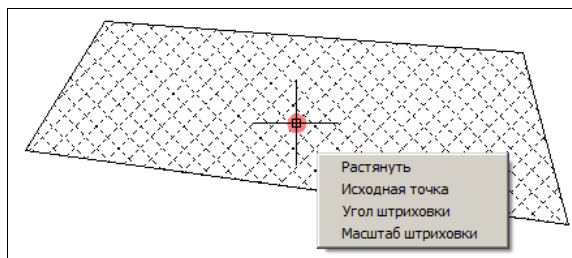 Растянуть
Исходная точка
Угол штриховки
Масштаб штриховки